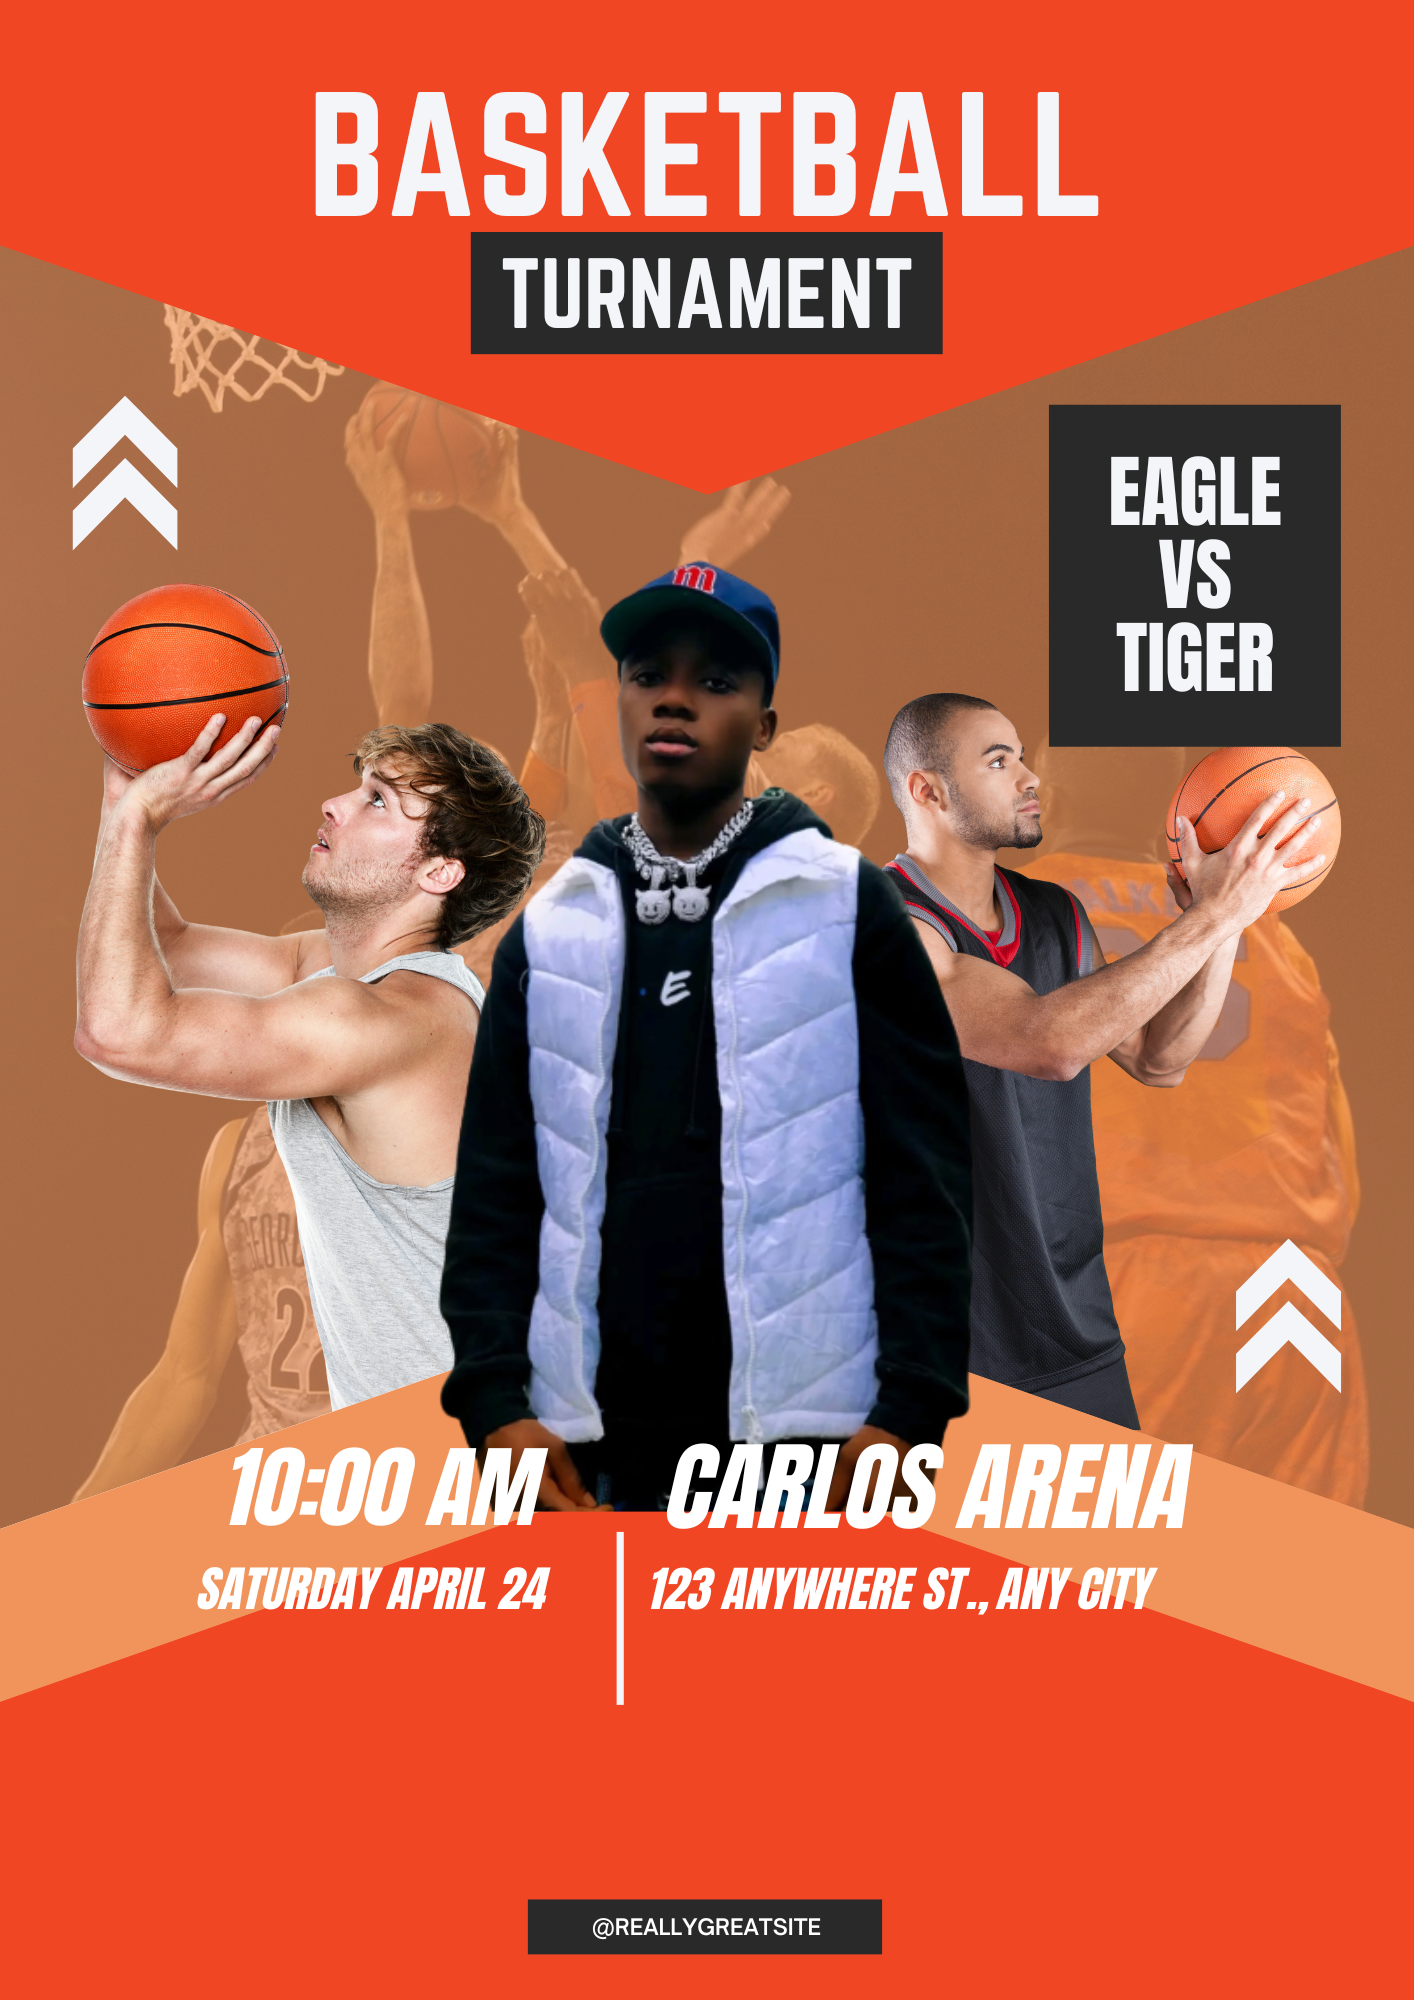 BASKETBALL
TURNAMENT
EAGLE
VS
TIGER
m
E
22
10:00 AM
CARLOS ARENA
SATURDAY APRIL 24
123 ANYWHERE ST., ANY CITY
@REALLYGREATSITE